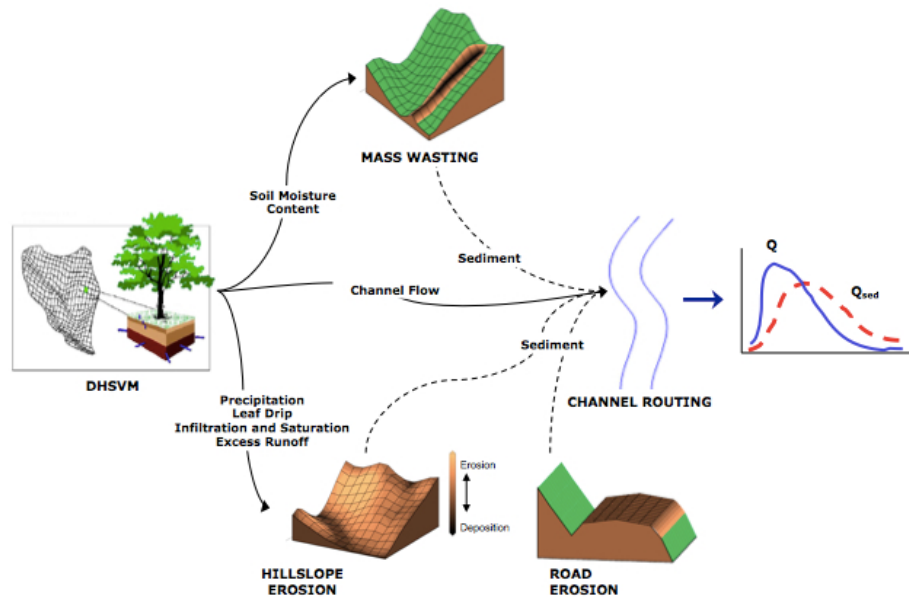 MASS WASTING
Soil Moisture
Content
Sediment
Channel Flow
Sediment
DHSVM
Precipitation
Leaf Drip
Infiltration and Saturation
Excess Runoff
CHANNEL ROUTING
Q
Qsed
Erosion
Deposition
HILLSLOPE
EROSION
ROAD
EROSION